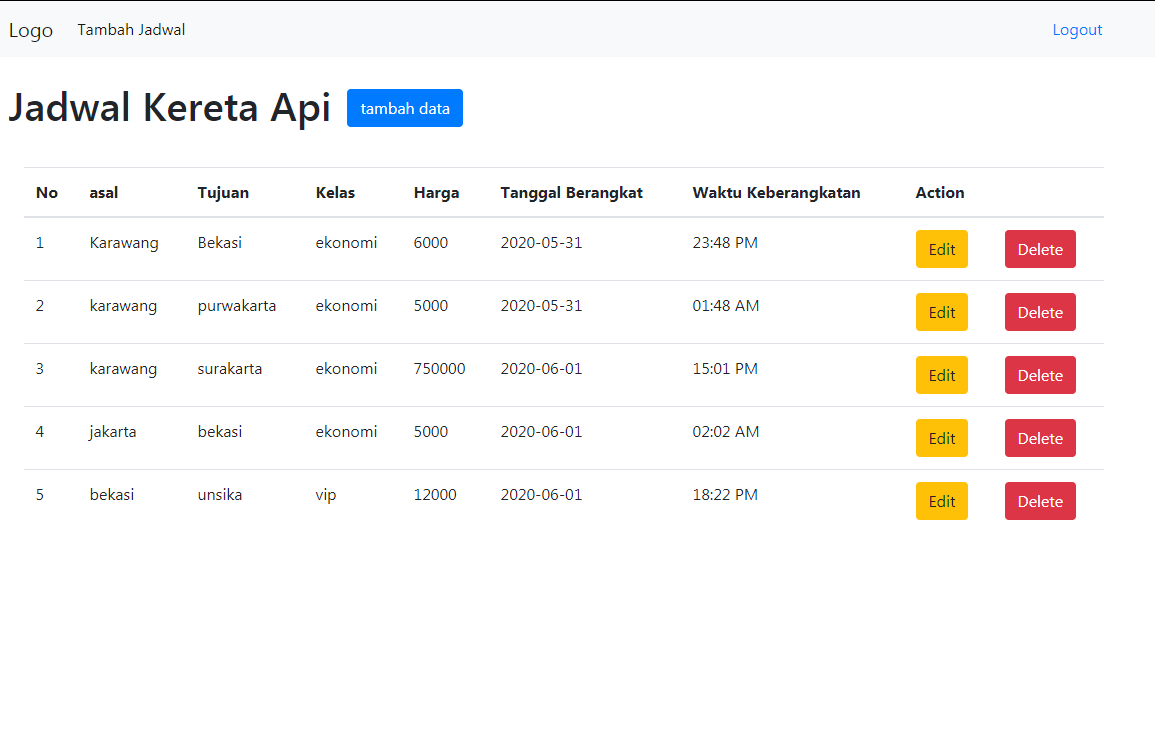 Logo Tambah Jadwal Logout
Jadwal Kereta Api tambah data
No asal Tujuan Kelas Harga Tanggal Berangkat Waktu Keberangkatan Action
1 Karawang Bekasi ekonomi 6000 2020-05-31 23:48 PM Edit Delete
2 karawang purwakarta ekonomi 5000 2020-05-31 01:48 AM Edit Delete
3 karawang surakarta ekonomi 750000 2020-06-01 15:01 PM Edit Delete
4 jakarta bekasi ekonomi 5000 2020-06-01 02:02 AM Edit Delete
5 bekasi unsika vip 12000 2020-06-01 18:22 PM Edit Delete